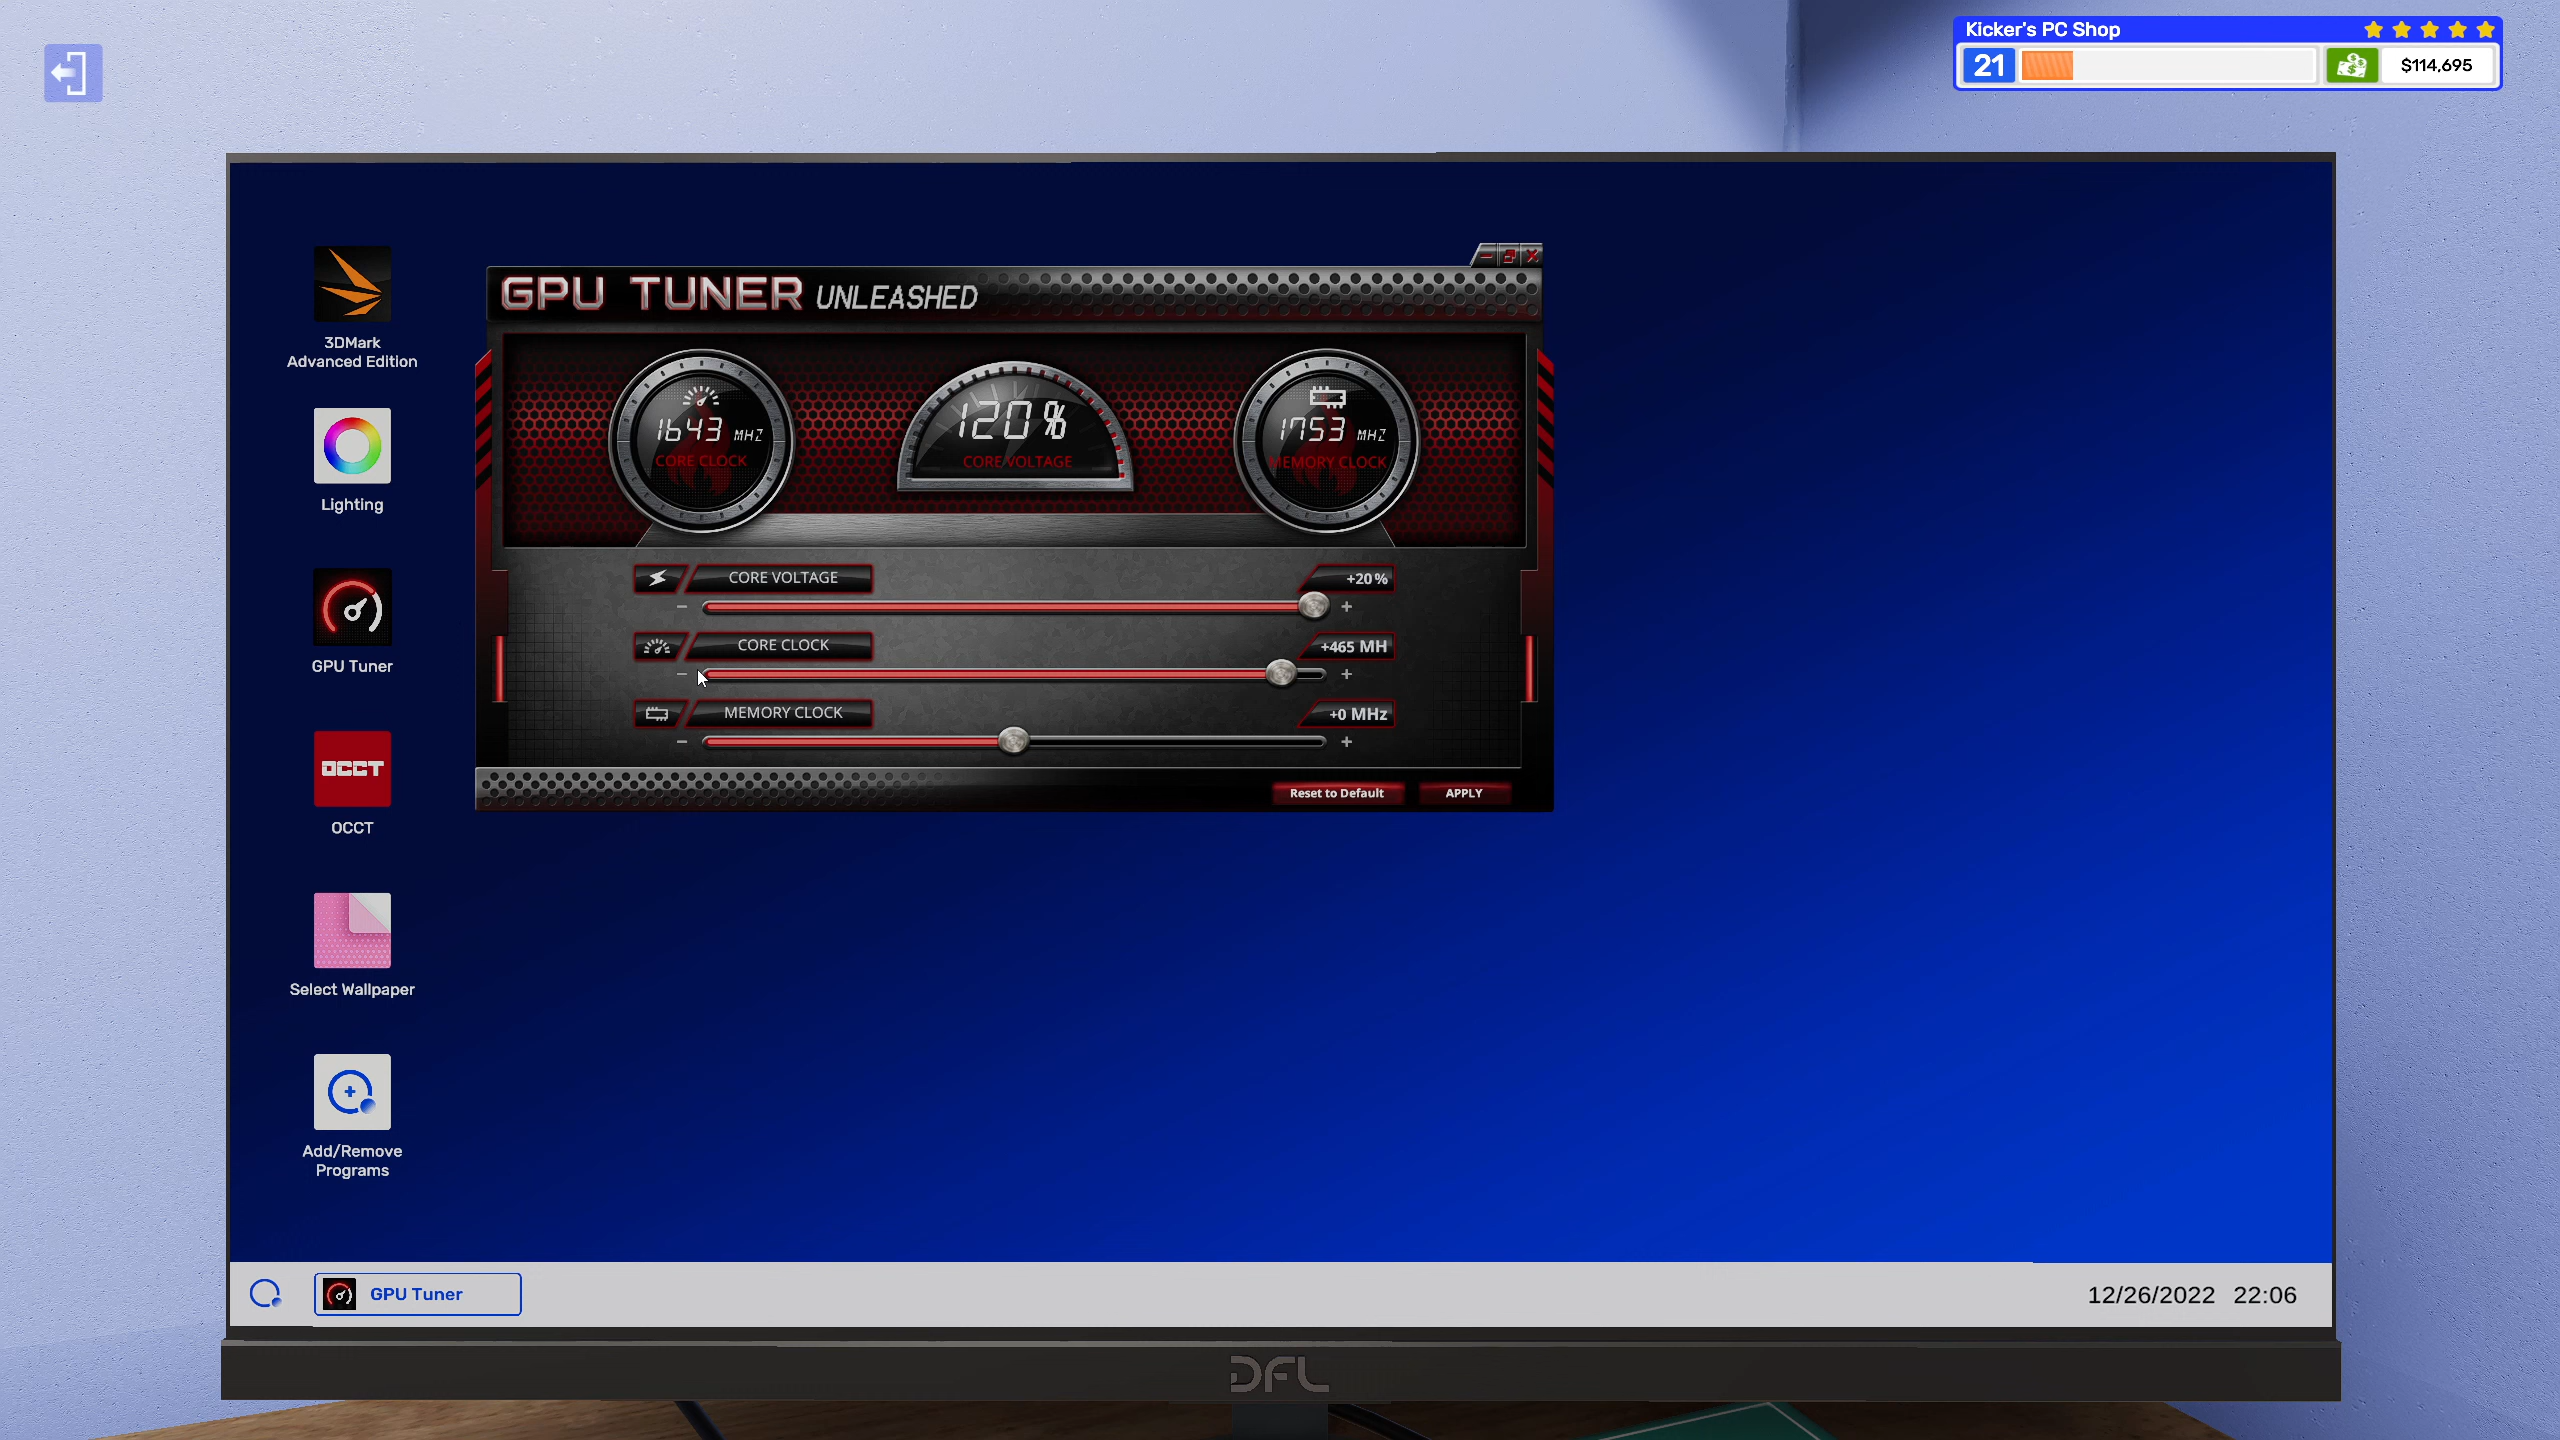 Kicker's PC Shop
21
$114,695
3DMark
Advanced Edition
Lighting
GPU Tuner
OCCT
OCCT
Select Wallpaper
Add/Remove
Programs
GPU TUNER UNLEASHED
1643 MHZ
CORE CLOCK
120%
CORE VOLTAGE
1753 MHZ
MEMORY CLOCK
CORE VOLTAGE
+20%
CORE CLOCK
+465 MH
MEMORY CLOCK
+0 MHz
Reset to Default
APPLY
GPU Tuner
12/26/2022 22:06
DFL